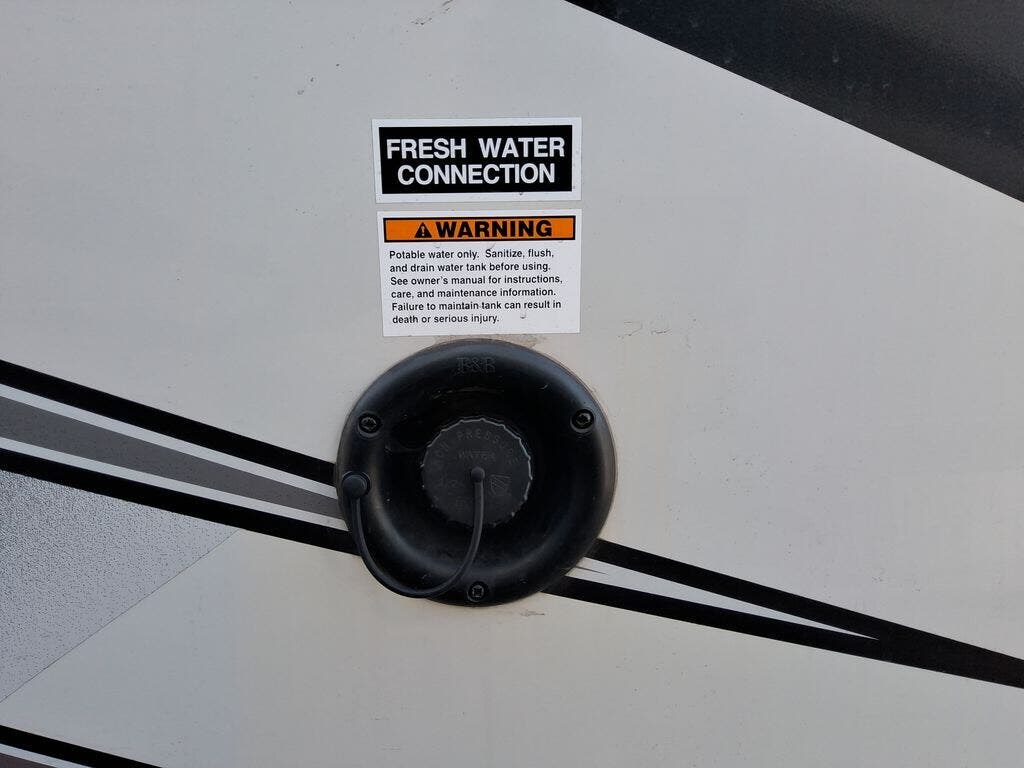 FRESH WATER
CONNECTION
WARNING
Potable water only. Sanitize, flush,
and drain water tank before using.
See owner's manual for instructions,
care, and maintenance information.
Failure to maintain tank can result in
death or serious injury.
B&B
PRESSURE
WATER